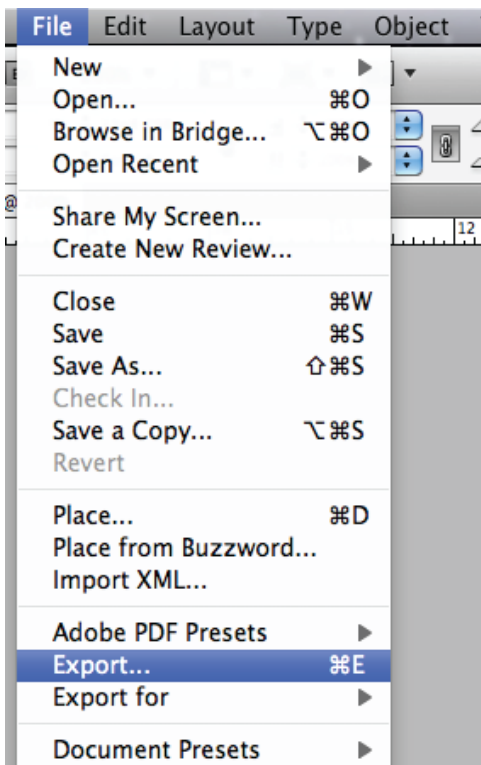 File Edit Layout Type Object
New
Open... ⌘O
Browse in Bridge... ⌥⌘O
Open Recent
@
Share My Screen...
12
Create New Review...
Close ⌘W
Save ⌘S
Save As... ⇧⌘S
Check In...
Save a Copy... ⌥⌘S
Revert
Place... ⌘D
Place from Buzzword...
Import XML...
Adobe PDF Presets
Export... ⌘E
Export for
Document Presets